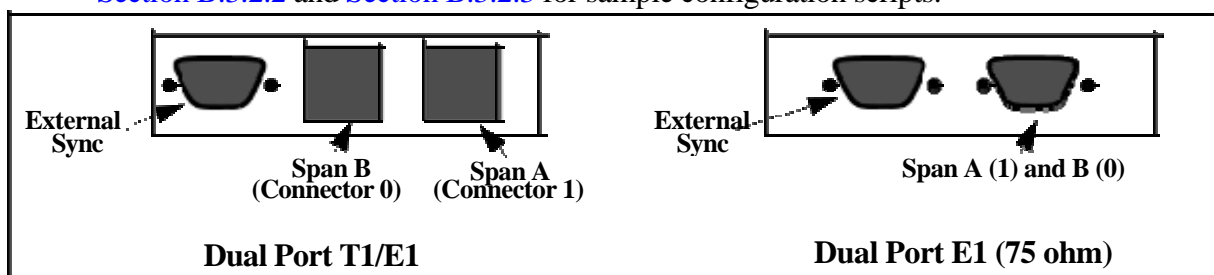 Section B.3.2.2 and Section B.3.2.3 for sample configuration scripts.
External
Sync
Span B
(Connector 0)
Span A
(Connector 1)
Dual Port T1/E1
External
Sync
Span A (1) and B (0)
Dual Port E1 (75 ohm)